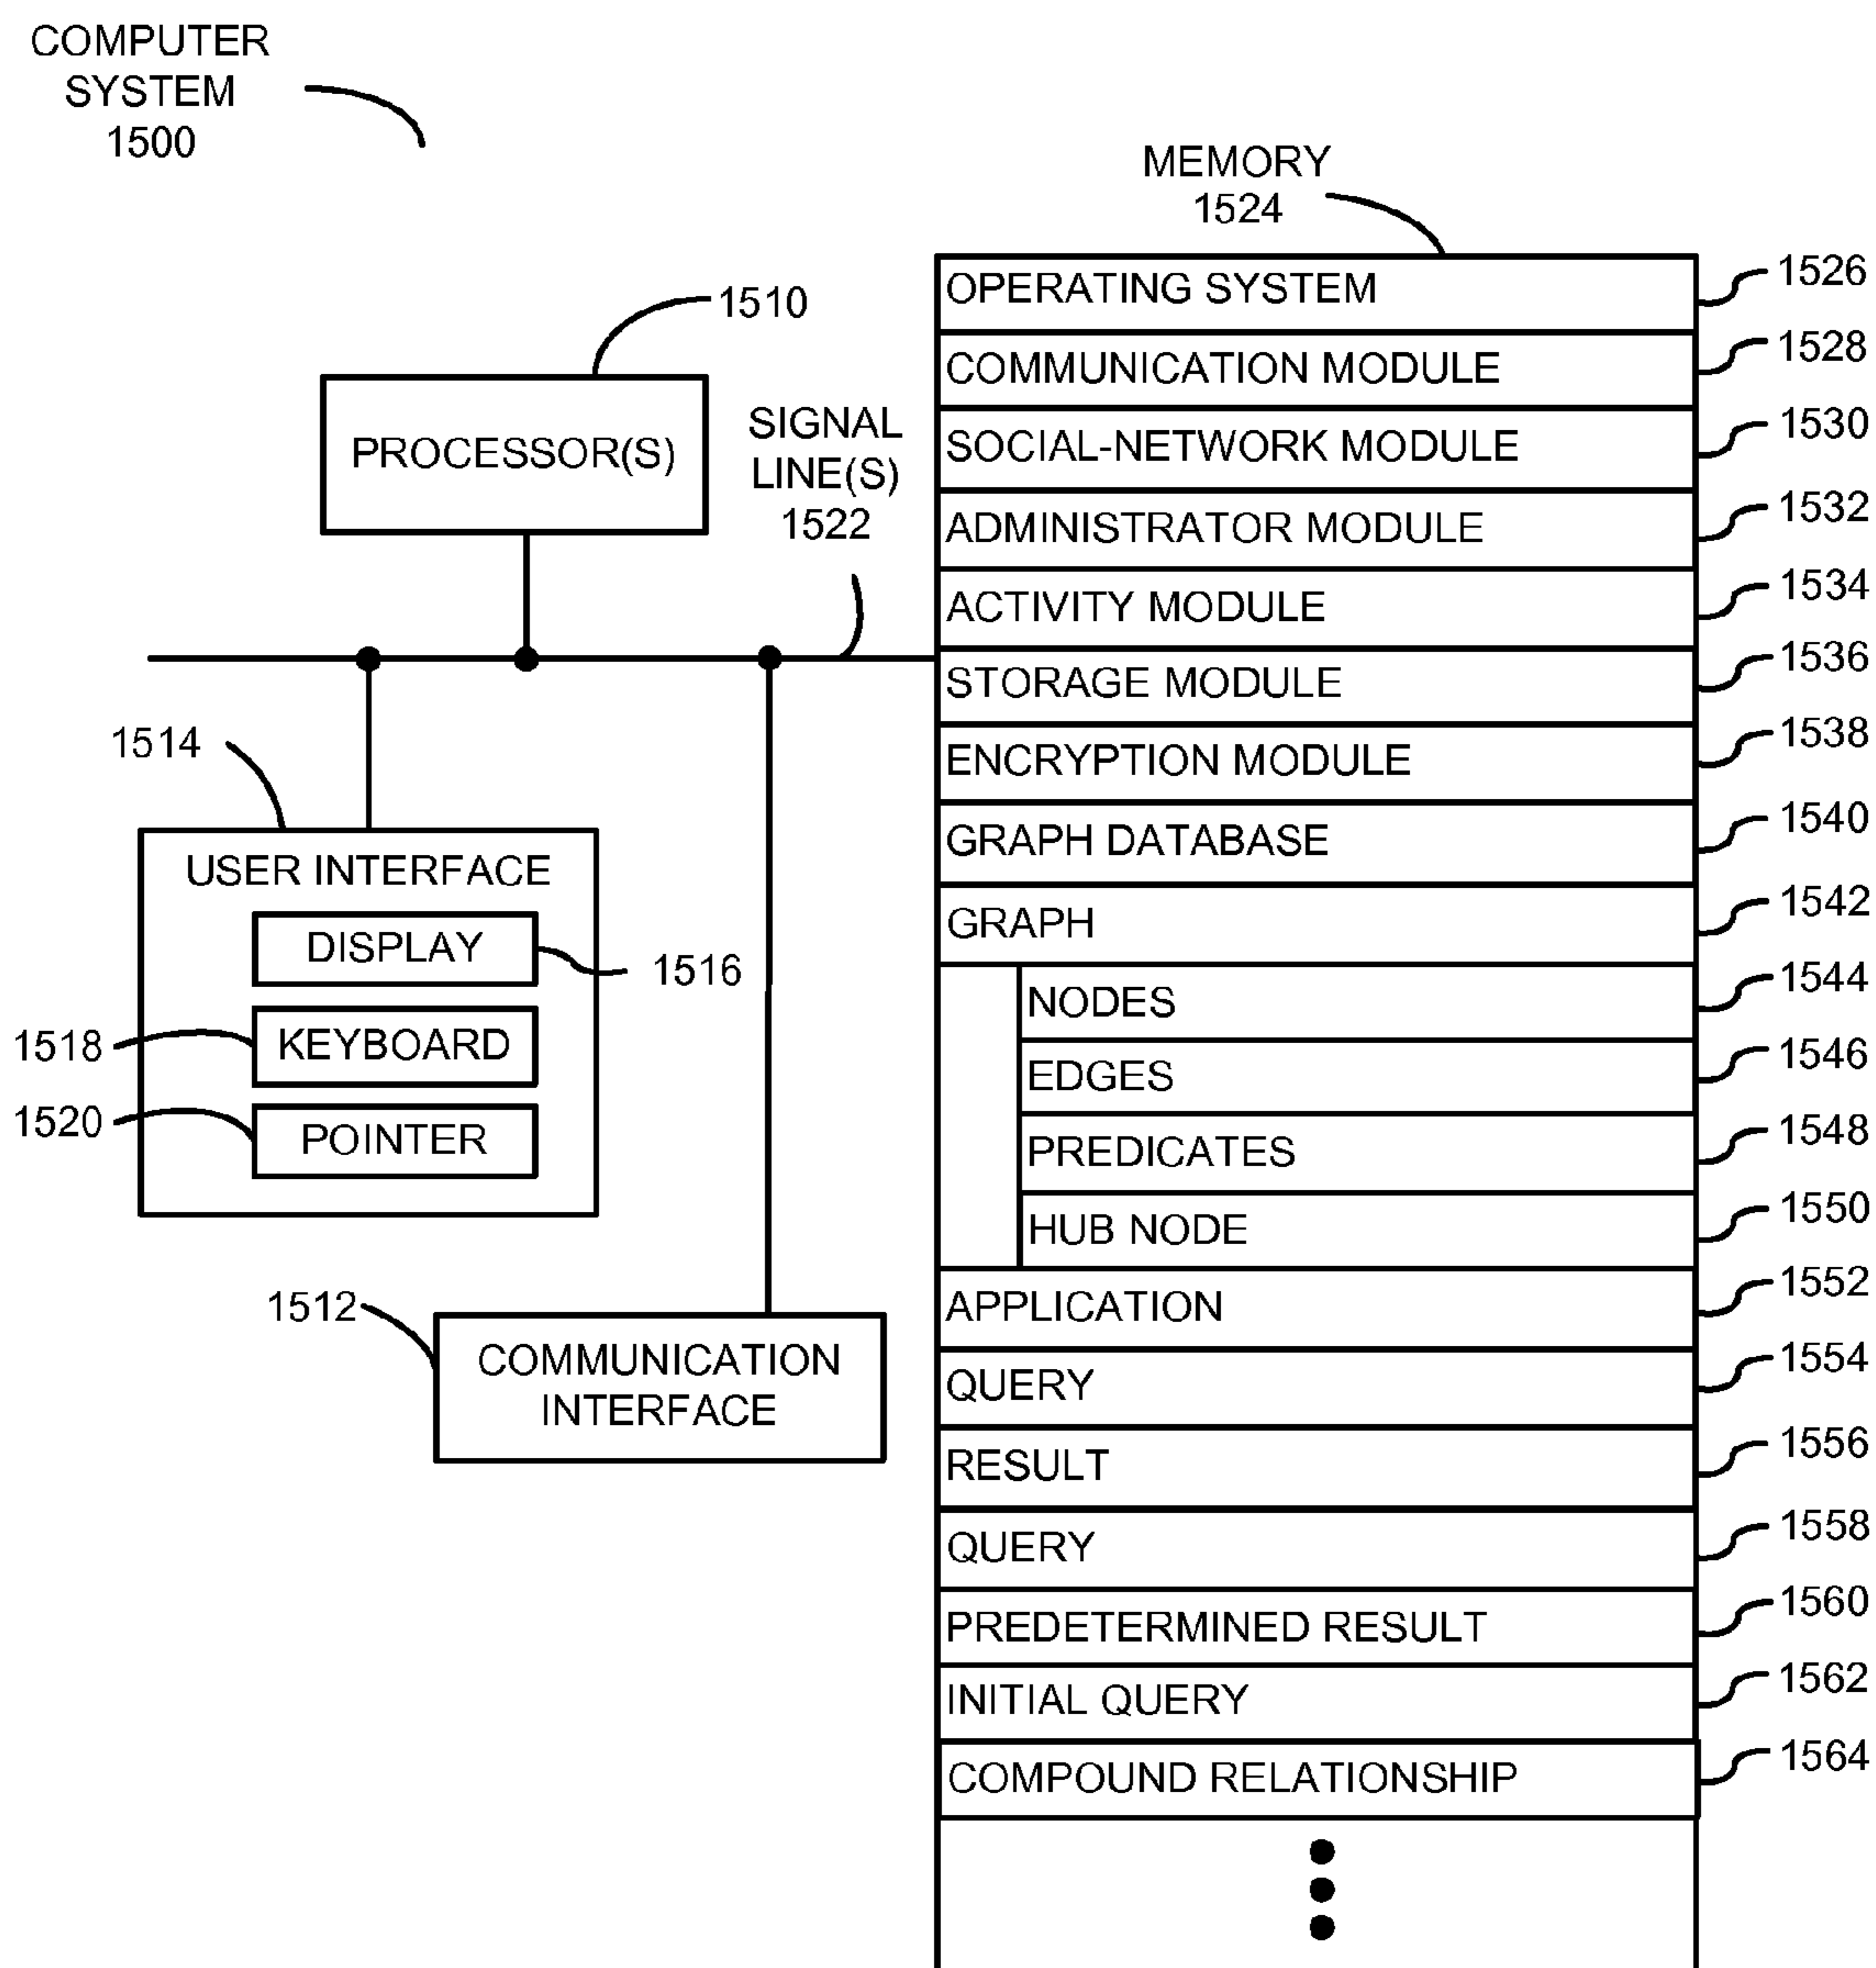 COMPUTER
SYSTEM
1500
MEMORY
1524
1510
PROCESSOR(S)
SIGNAL
LINE(S)
1522
1514
USER INTERFACE
DISPLAY
1516
1518
KEYBOARD
1520
POINTER
1512
COMMUNICATION
INTERFACE
OPERATING SYSTEM 1526
COMMUNICATION MODULE 1528
SOCIAL-NETWORK MODULE 1530
ADMINISTRATOR MODULE 1532
ACTIVITY MODULE 1534
STORAGE MODULE 1536
ENCRYPTION MODULE 1538
GRAPH DATABASE 1540
GRAPH 1542
NODES 1544
EDGES 1546
PREDICATES 1548
HUB NODE 1550
APPLICATION 1552
QUERY 1554
RESULT 1556
QUERY 1558
PREDETERMINED RESULT 1560
INITIAL QUERY 1562
COMPOUND RELATIONSHIP 1564